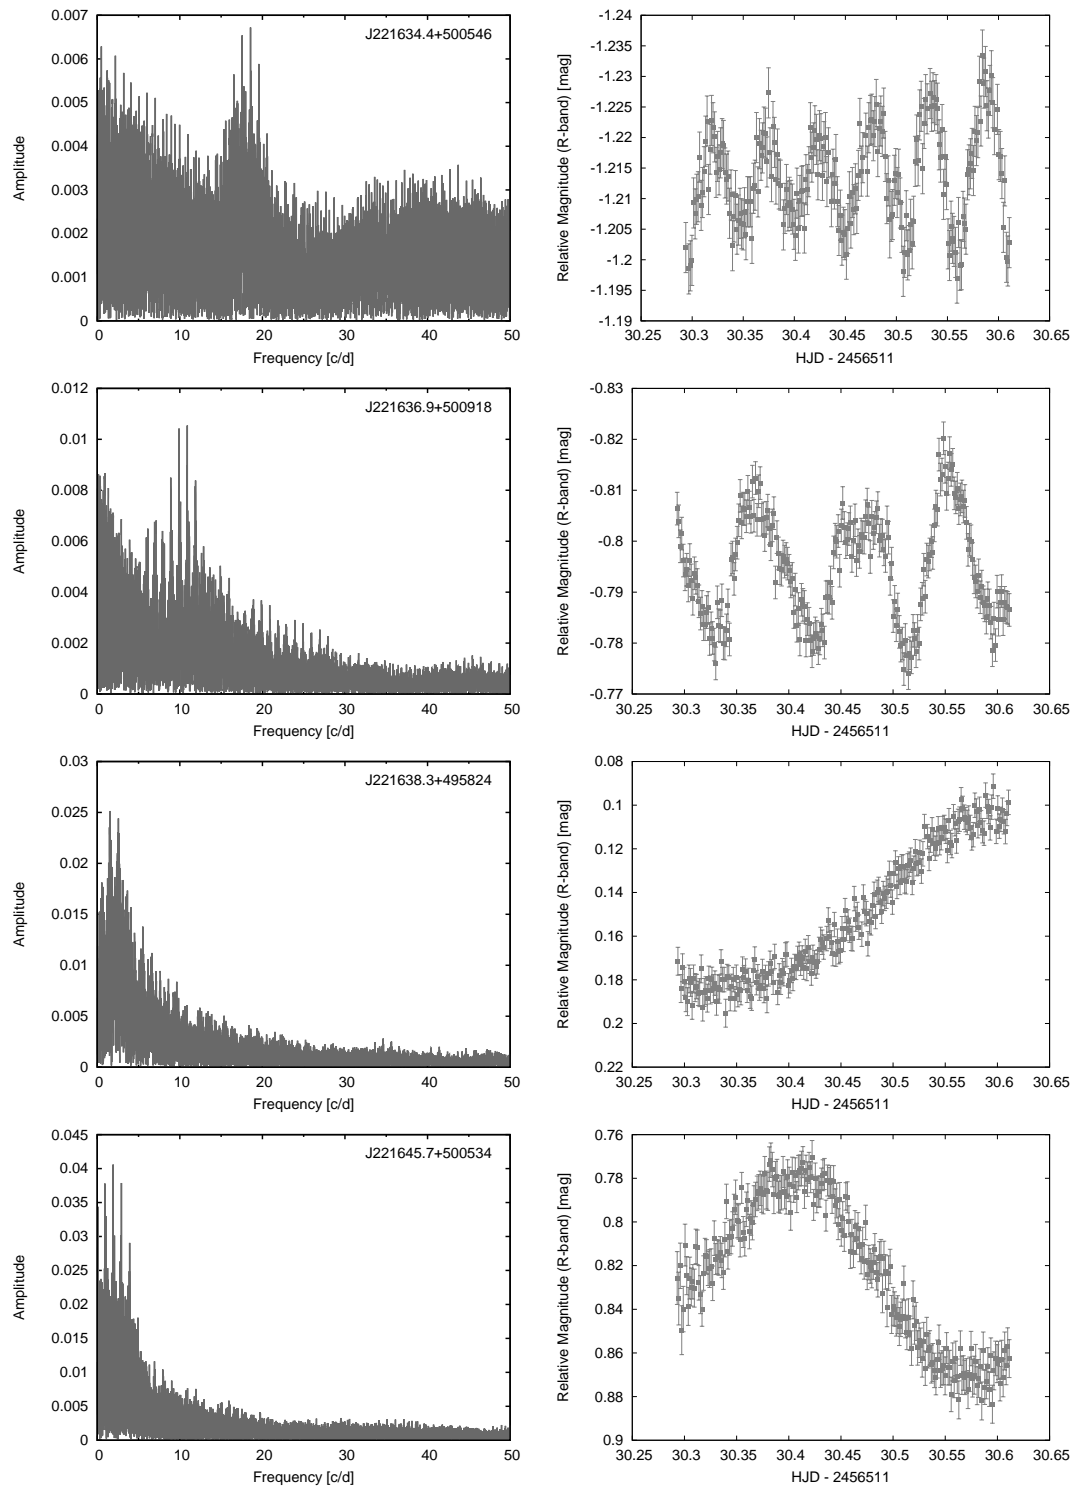 J221634.4+500546
Amplitude
0.007
0.006
0.005
0.004
0.003
0.002
0.001
0
0 10 20 30 40 50
Frequency [c/d]
Relative Magnitude (R-band) [mag]
-1.24
-1.235
-1.23
-1.225
-1.22
-1.215
-1.21
-1.205
-1.2
-1.195
-1.19
30.25 30.3 30.35 30.4 30.45 30.5 30.55 30.6 30.65
HJD - 2456511
J221636.9+500918
Amplitude
0.012
0.01
0.008
0.006
0.004
0.002
0
0 10 20 30 40 50
Frequency [c/d]
Relative Magnitude (R-band) [mag]
-0.83
-0.82
-0.81
-0.8
-0.79
-0.78
-0.77
30.25 30.3 30.35 30.4 30.45 30.5 30.55 30.6 30.65
HJD - 2456511
J221638.3+495824
Amplitude
0.03
0.025
0.02
0.015
0.01
0.005
0
0 10 20 30 40 50
Frequency [c/d]
Relative Magnitude (R-band) [mag]
0.08
0.1
0.12
0.14
0.16
0.18
0.2
0.22
30.25 30.3 30.35 30.4 30.45 30.5 30.55 30.6 30.65
HJD - 2456511
J221645.7+500534
Amplitude
0.045
0.04
0.035
0.03
0.025
0.02
0.015
0.01
0.005
0
0 10 20 30 40 50
Frequency [c/d]
Relative Magnitude (R-band) [mag]
0.76
0.78
0.8
0.82
0.84
0.86
0.88
0.9
30.25 30.3 30.35 30.4 30.45 30.5 30.55 30.6 30.65
HJD - 2456511